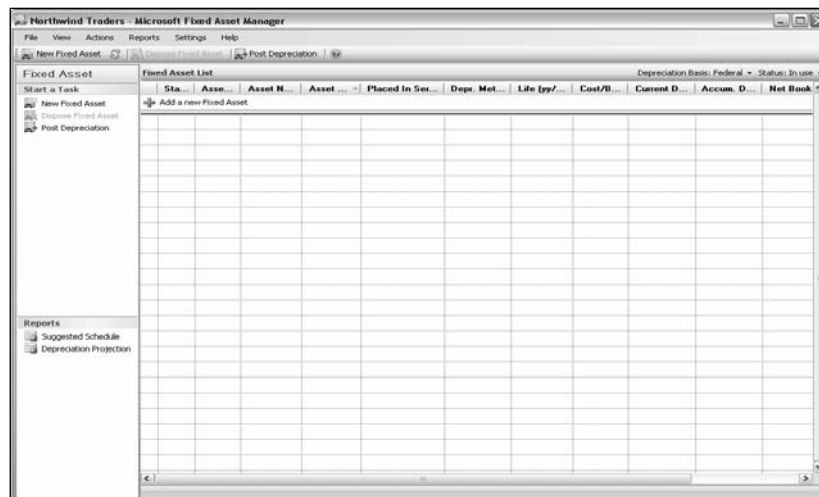 Northwind Traders - Microsoft Fixed Asset Manager
File View Actions Reports Settings Help
New Fixed Asset Dispose Fixed Asset Post Depreciation
Fixed Asset
Start a Task
New Fixed Asset
Dispose Fixed Asset
Post Depreciation
Reports
Suggested Schedule
Depreciation Projection
Fixed Asset List Depreciation Basis: Federal Status: In use
Sta... Asse... Asset N... Asset ... Placed In Ser... Depr. Met... Life (yy/... Cost/B... Current D... Accum. D... Net Book
Add a new Fixed Asset